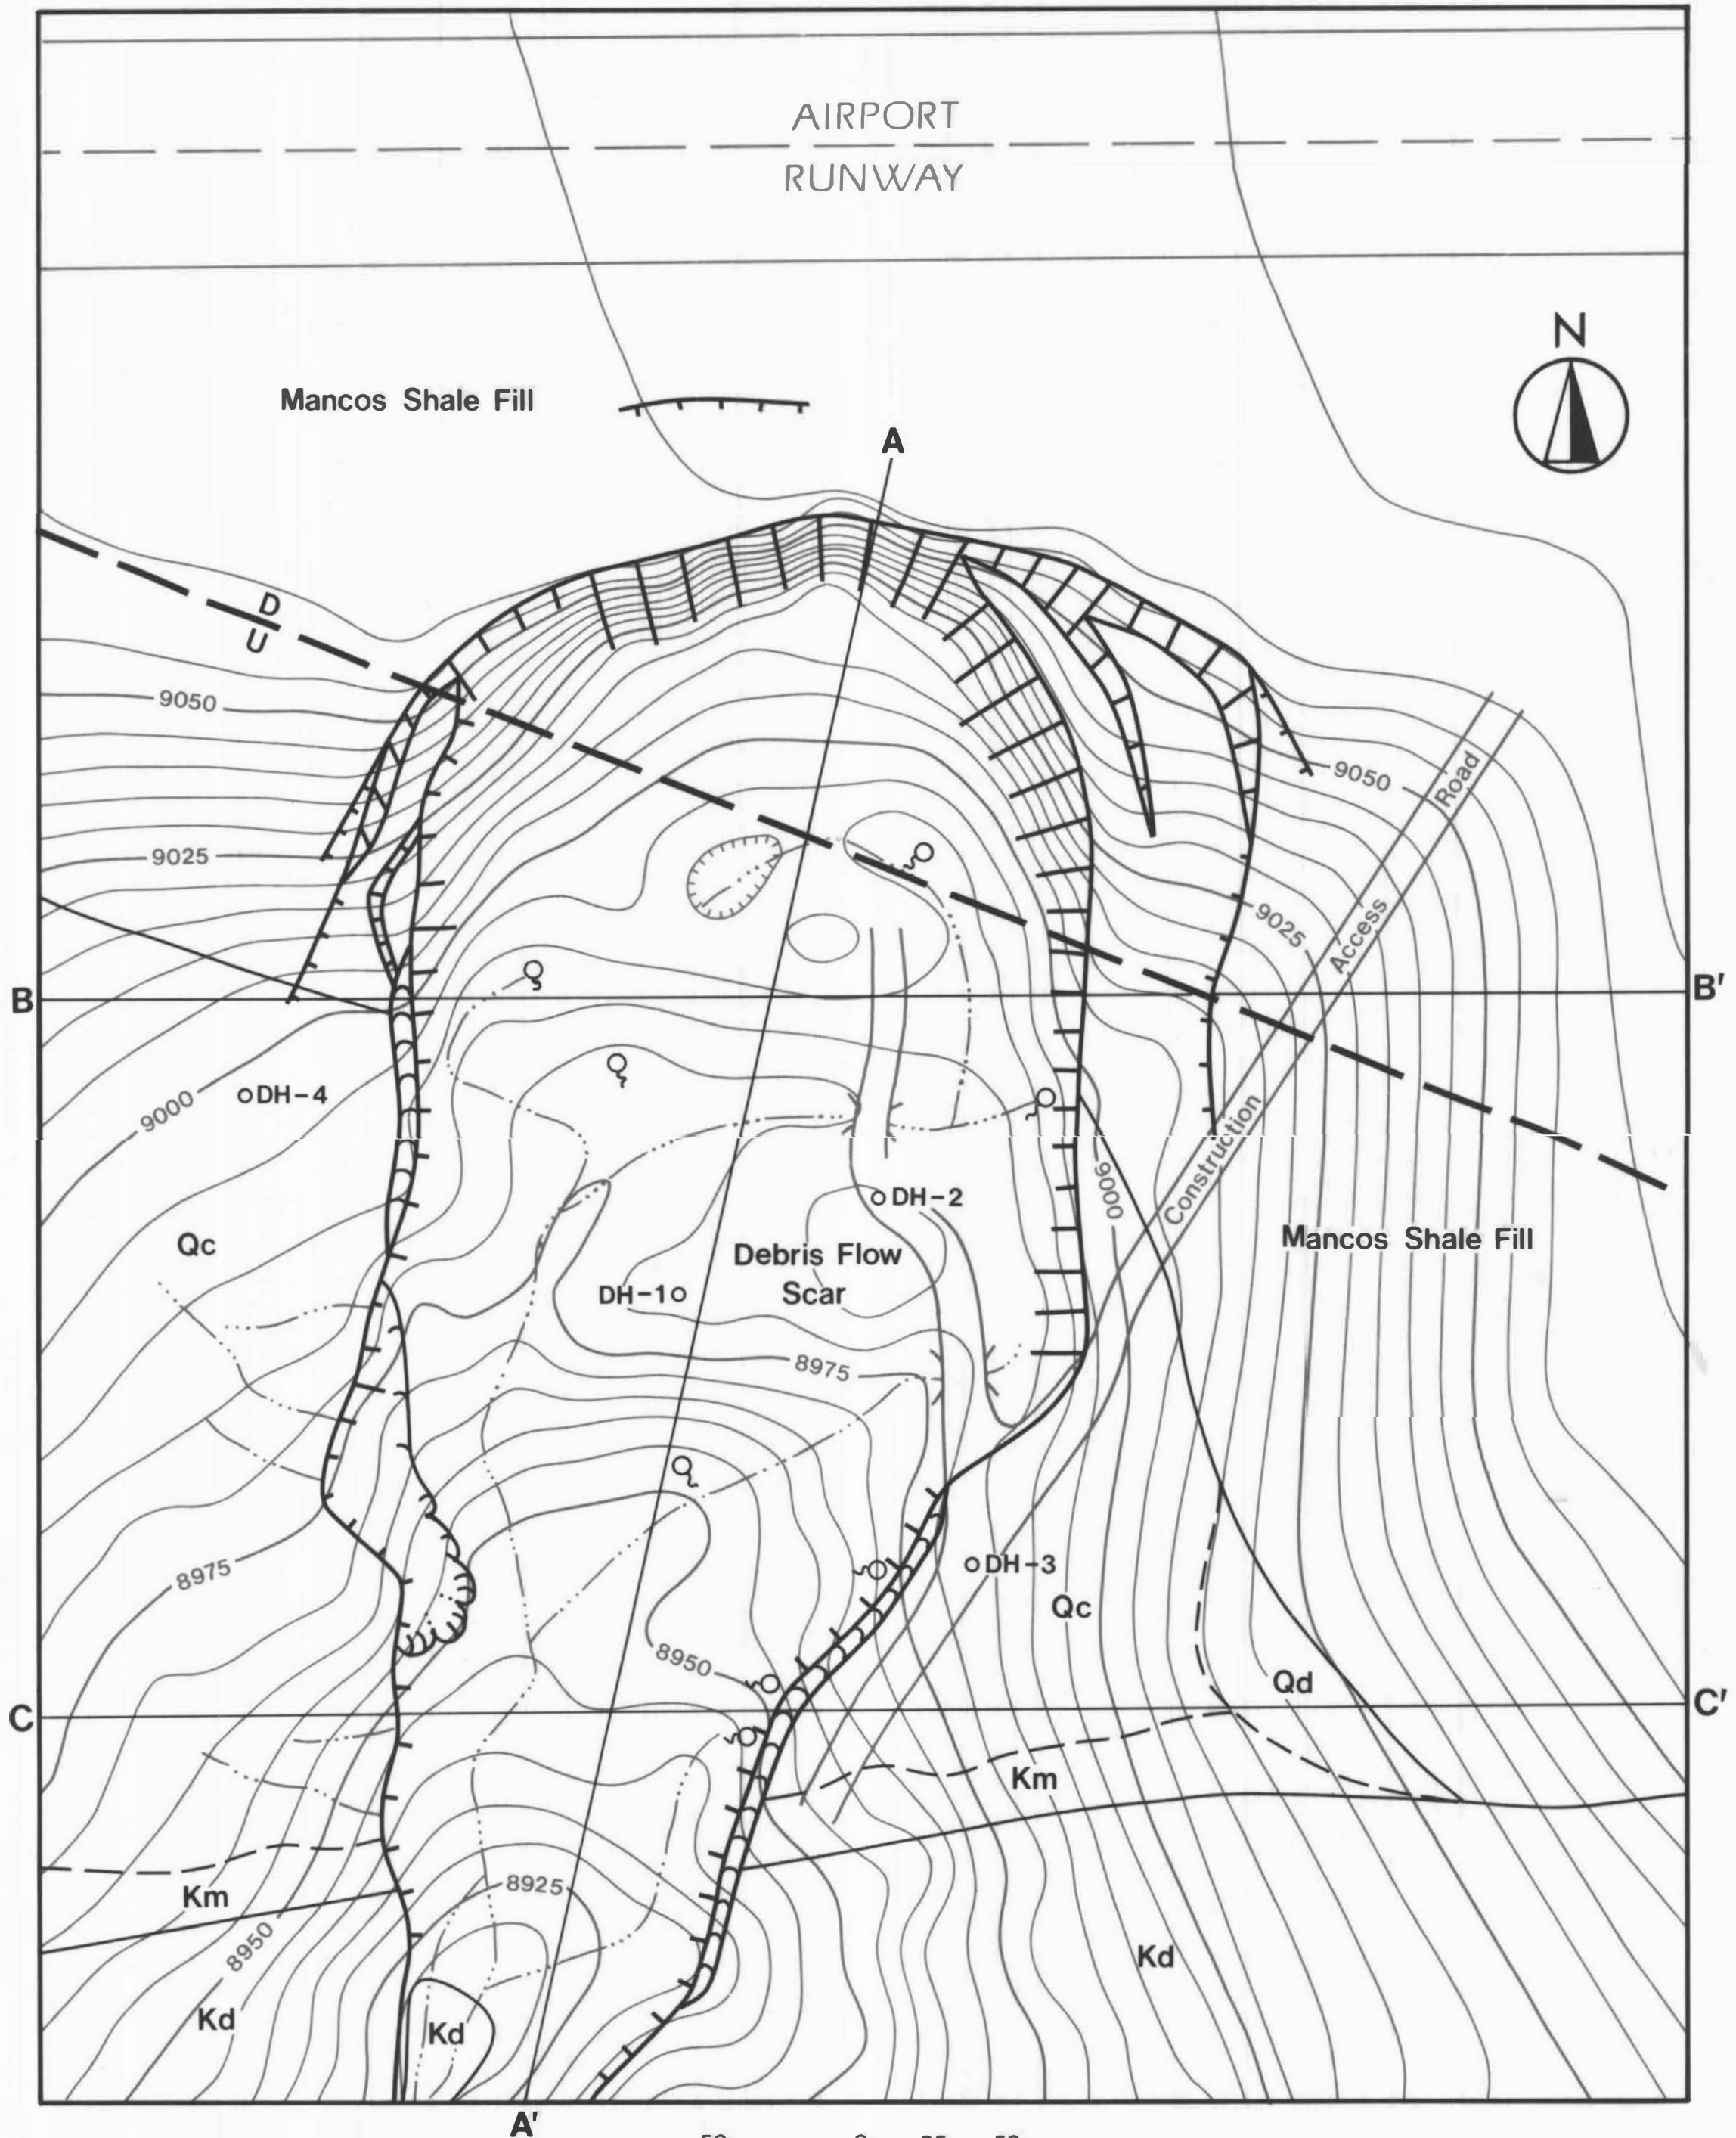 AIRPORT
RUNWAY
N
Mancos Shale Fill
A
D
U
9050
9050
Road
9025
9025
Access
B
B'
DH-4
9000
Construction
9000
DH-2
Qc
Mancos Shale Fill
Debris Flow
Scar
DH-1
8975
8975
DH-3
Qc
8950
Qd
C
C'
Km
8925
Km
8950
Kd
Kd
Kd
A'